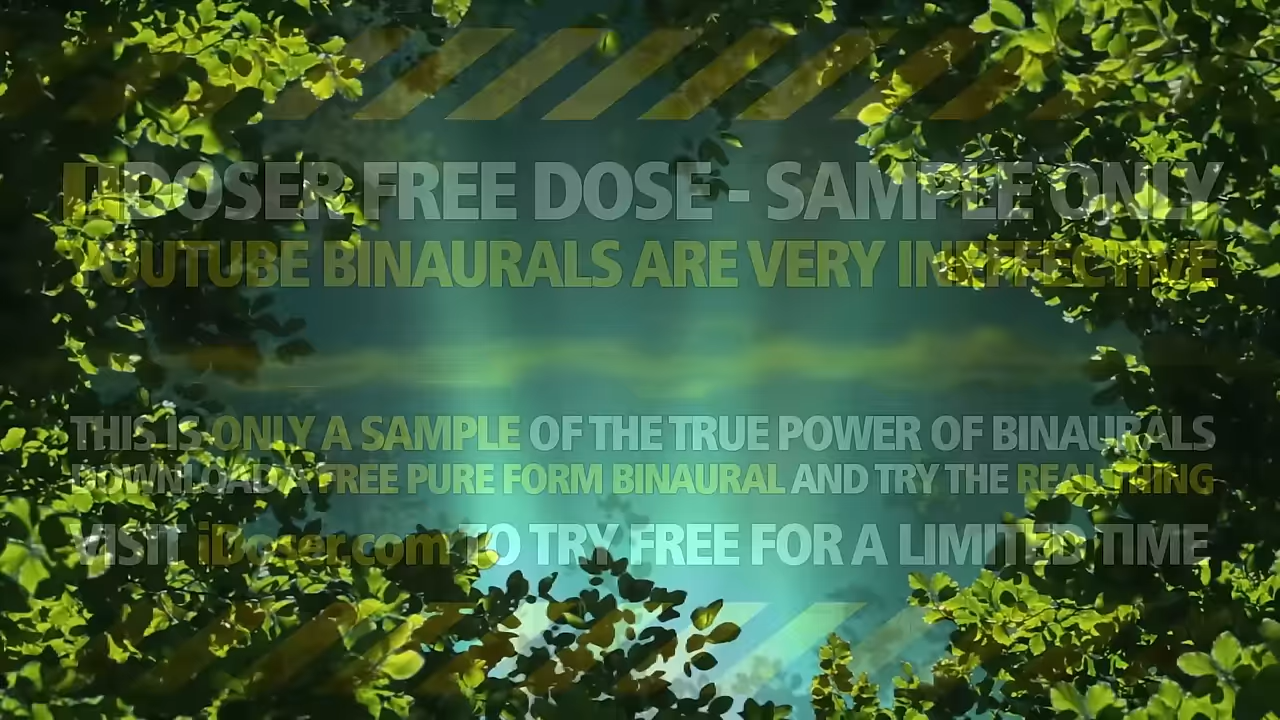 iDOSER FREE DOSE - SAMPLE ONLY
YOUTUBE BINAURALS ARE VERY INEFFECTIVE
THIS IS ONLY A SAMPLE OF THE TRUE POWER OF BINAURALS
DOWNLOAD A FREE PURE FORM BINAURAL AND TRY THE REAL THING
VISIT iDoser.com TO TRY FREE FOR A LIMITED TIME